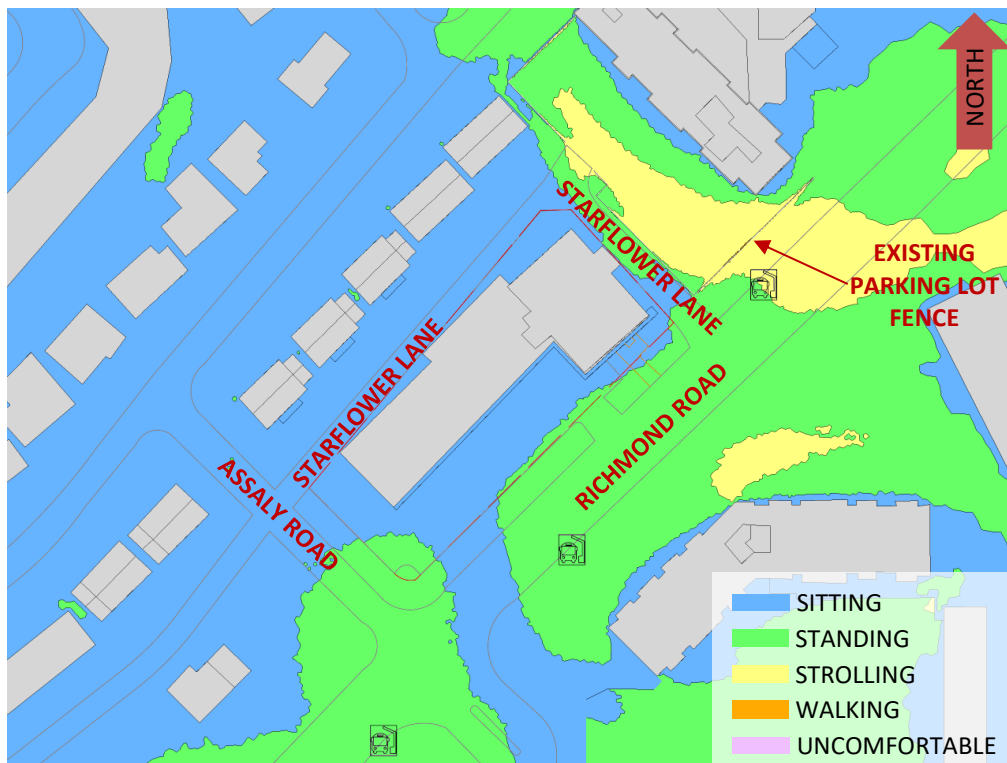 NORTH
STARFLOWER LANE
EXISTING
PARKING LOT
FENCE
STARFLOWER LANE
RICHMOND ROAD
ASSALY ROAD
SITTING
STANDING
STROLLING
WALKING
UNCOMFORTABLE